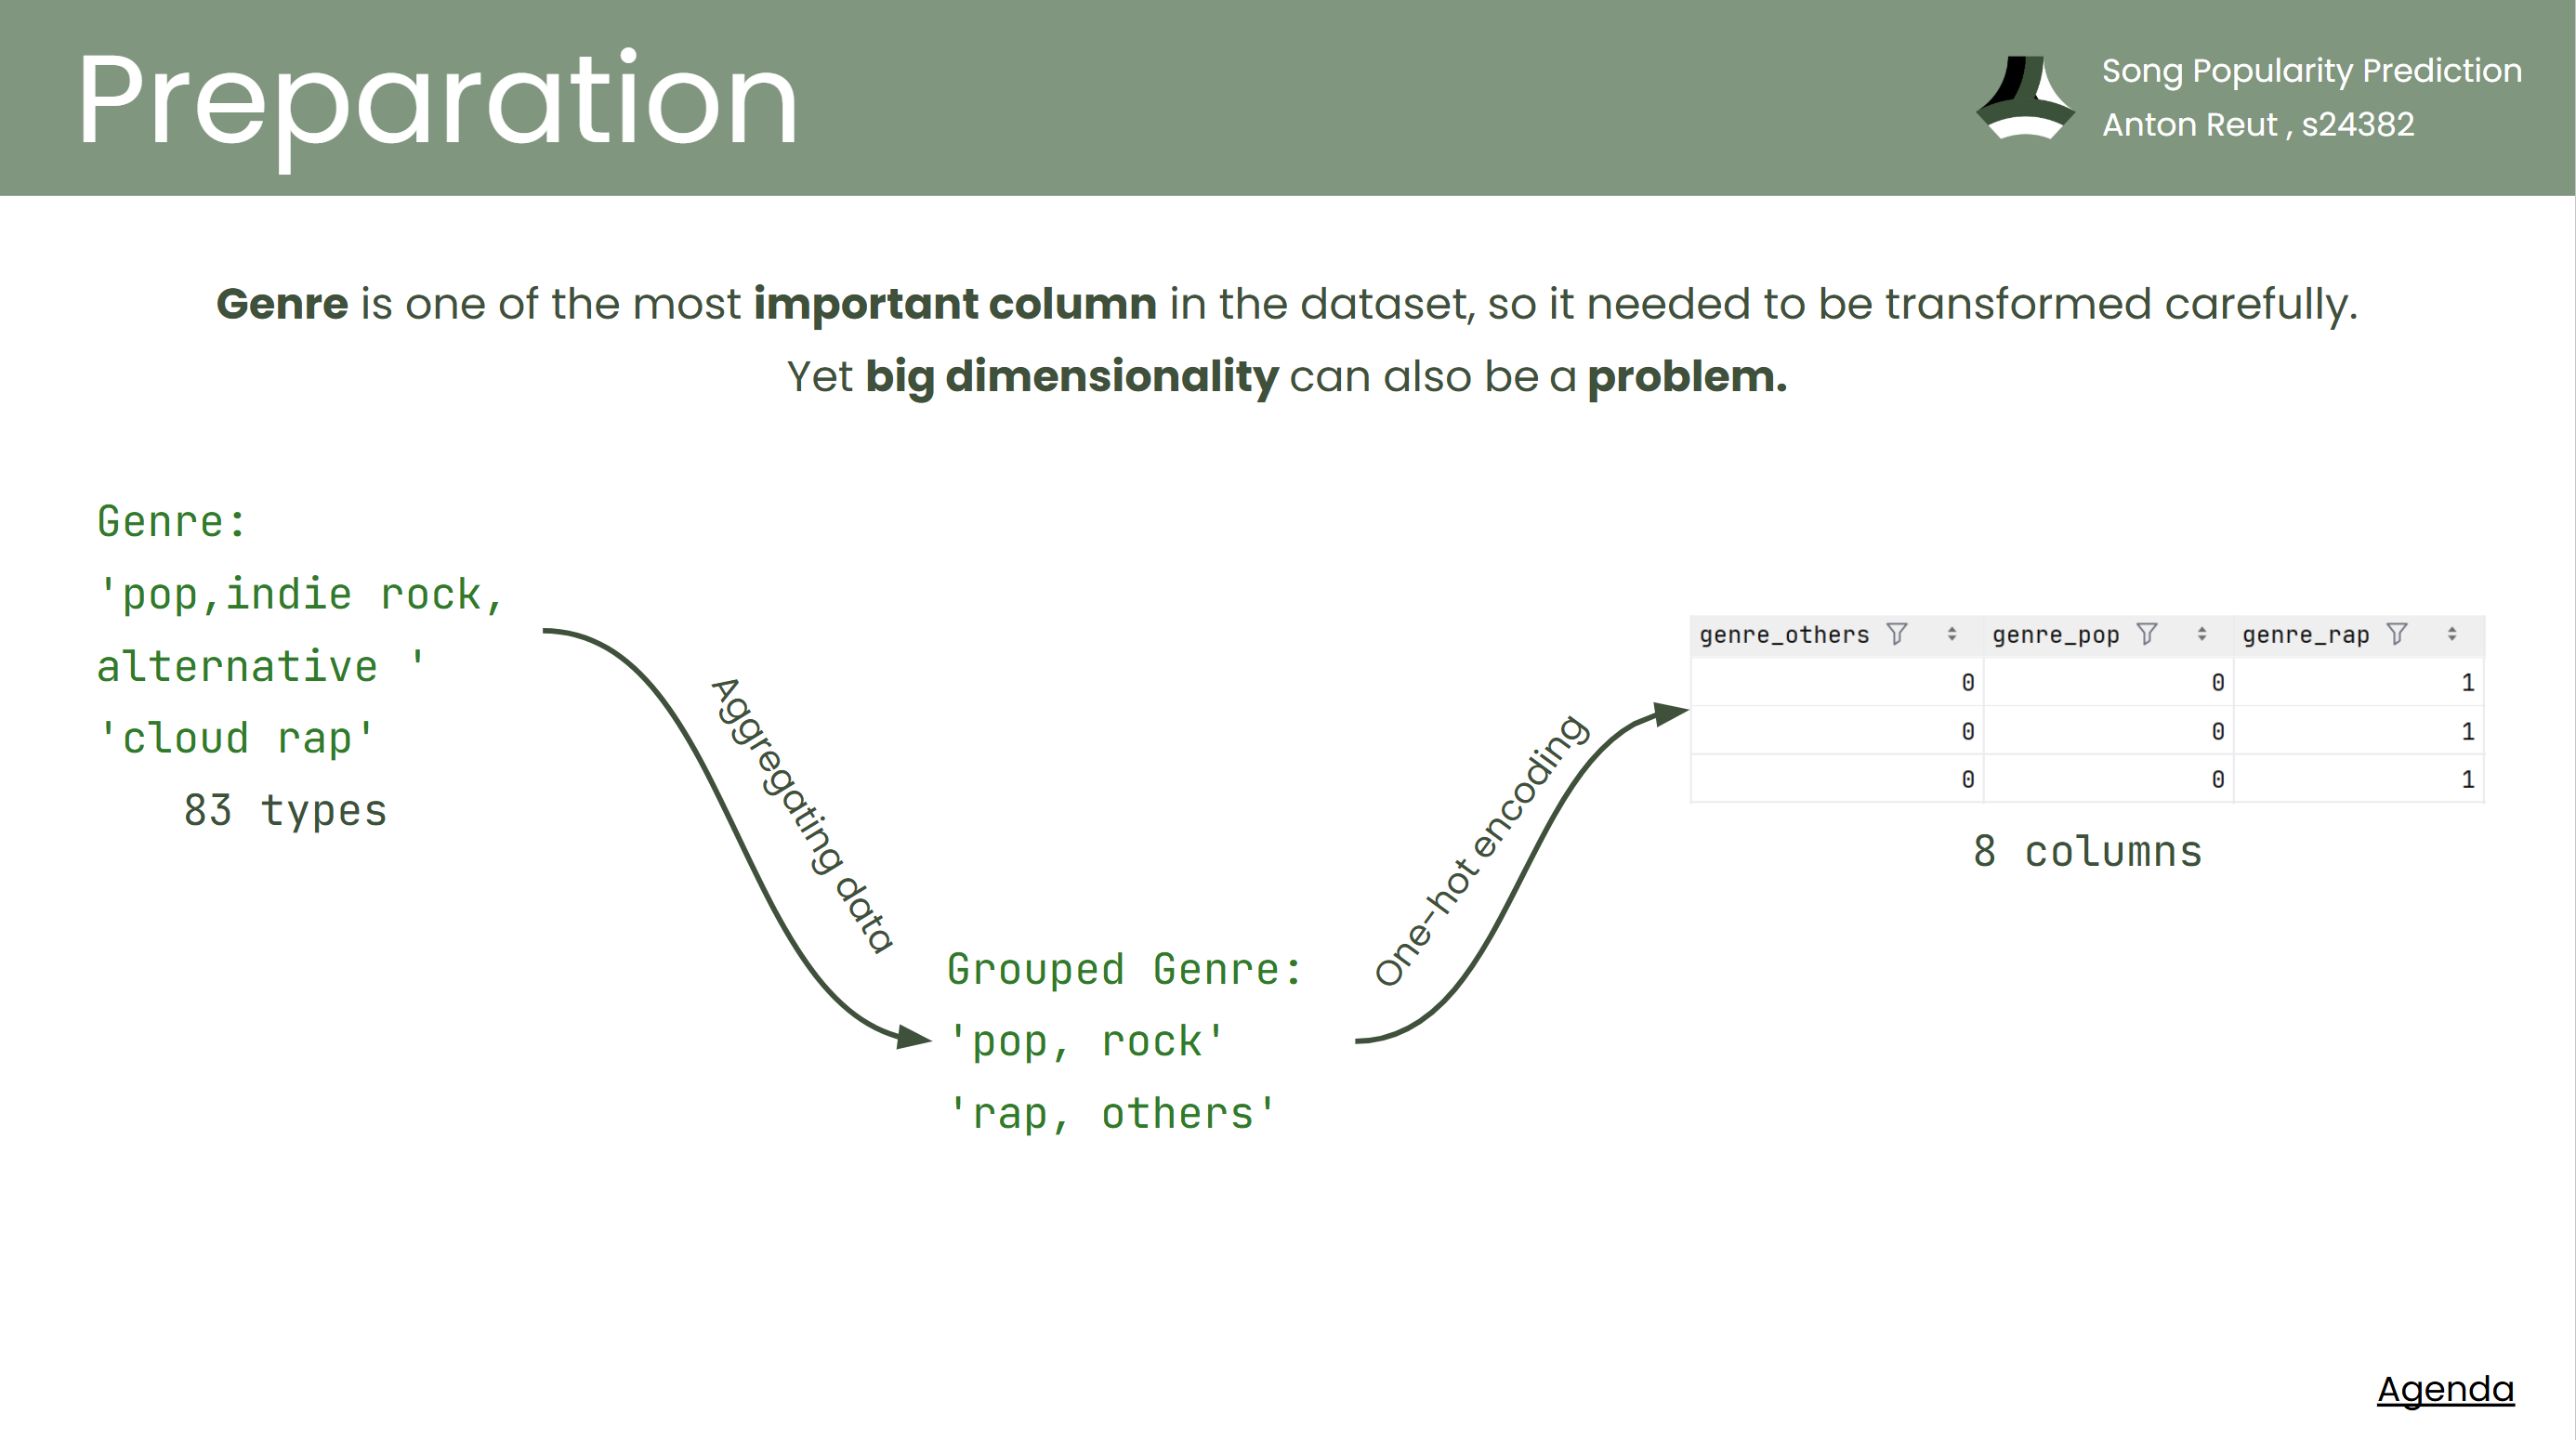 Preparation
Song Popularity Prediction
Anton Reut , s24382
Genre is one of the most important column in the dataset, so it needed to be transformed carefully.
Yet big dimensionality can also be a problem.
Genre:
'pop,indie rock,
alternative '
'cloud rap'
83 types
Aggregating data
Grouped Genre:
'pop, rock'
'rap, others'
One-hot encoding
genre_others genre_pop genre_rap
0 0 1
0 0 1
0 0 1
8 columns
Agenda